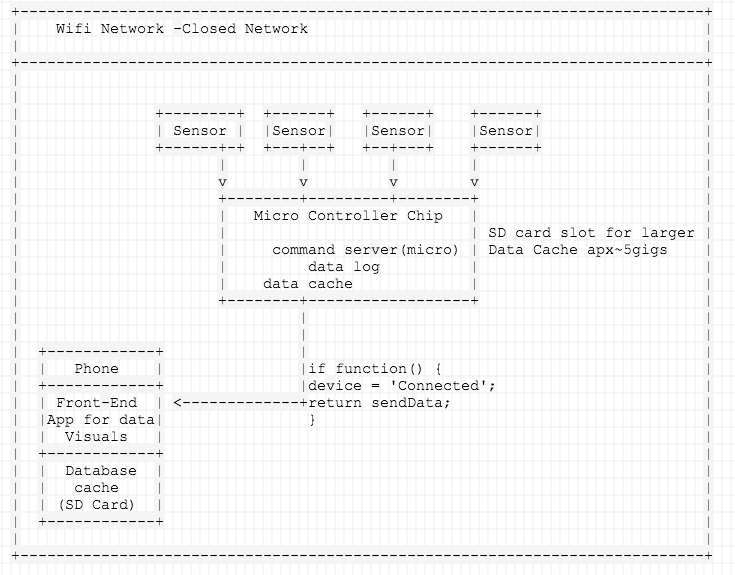 Wifi Network -Closed Network
Sensor Sensor Sensor Sensor
Micro Controller Chip
SD card slot for larger
command server(micro) Data Cache apx~5gigs
data log
data cache
Phone if function() {
device = 'Connected';
Front-End return sendData;
App for data }
Visuals
Database
cache
(SD Card)